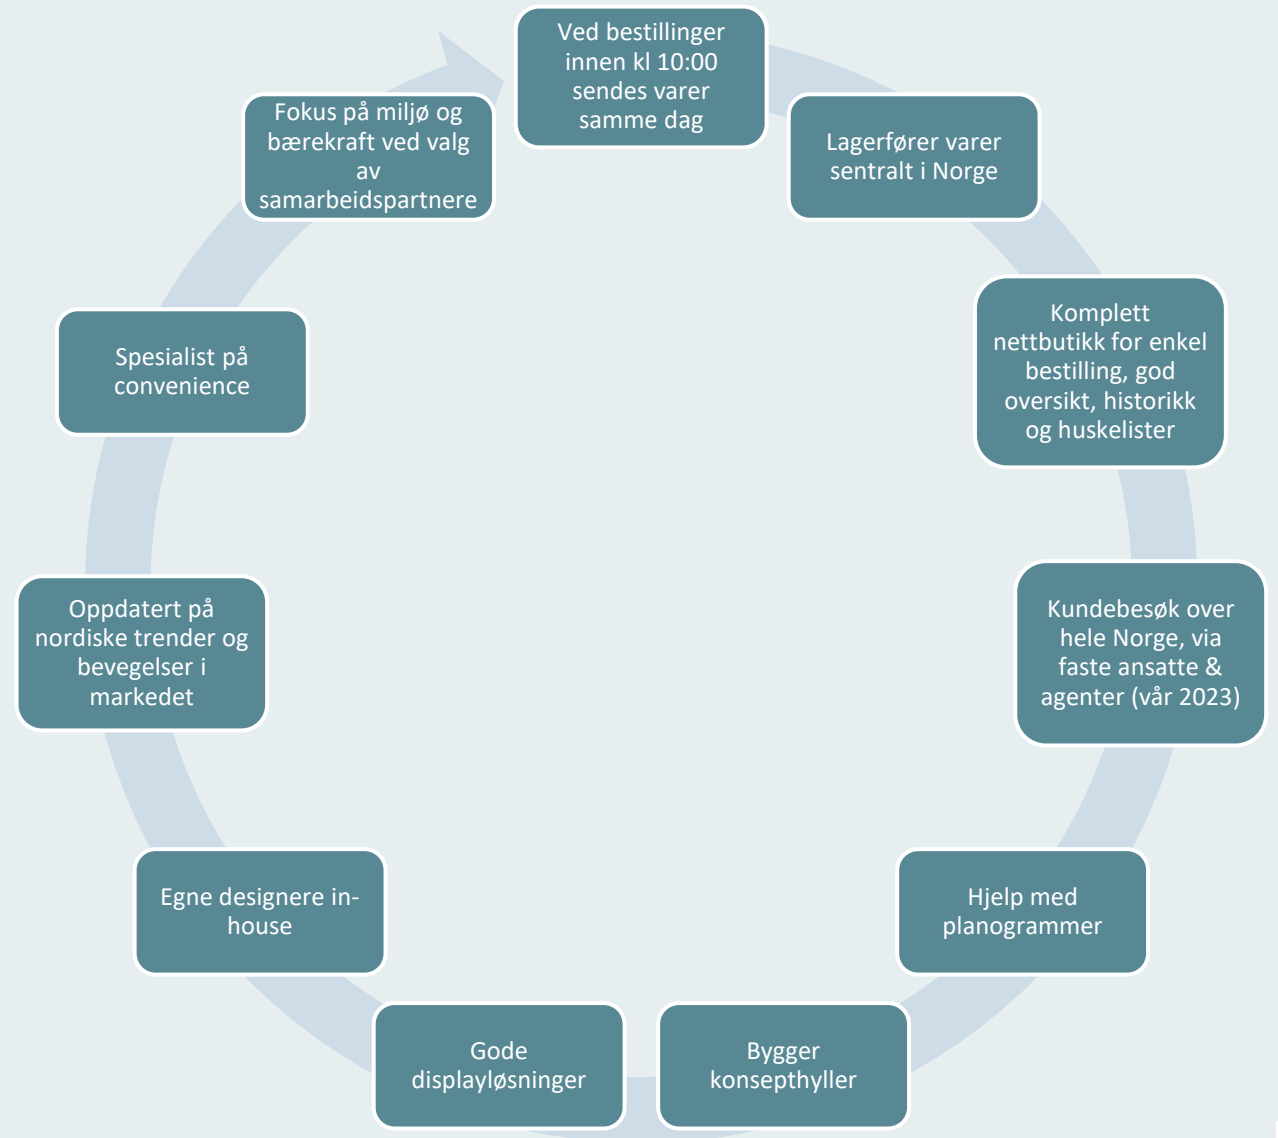 Ved bestillinger
innen kl 10:00
sendes varer
samme dag
Lagerfører varer
sentralt i Norge
Komplett
nettbutikk for enkel
bestilling, god
oversikt, historikk
og huskelister
Kundebesøk over
hele Norge, via
faste ansatte &
agenter (vår 2023)
Hjelp med
planogrammer
Bygger
konsepthyller
Gode
displayløsninger
Egne designere in-
house
Oppdatert på
nordiske trender og
bevegelser i
markedet
Spesialist på
convenience
Fokus på miljø og
bærekraft ved valg
av
samarbeidspartnere